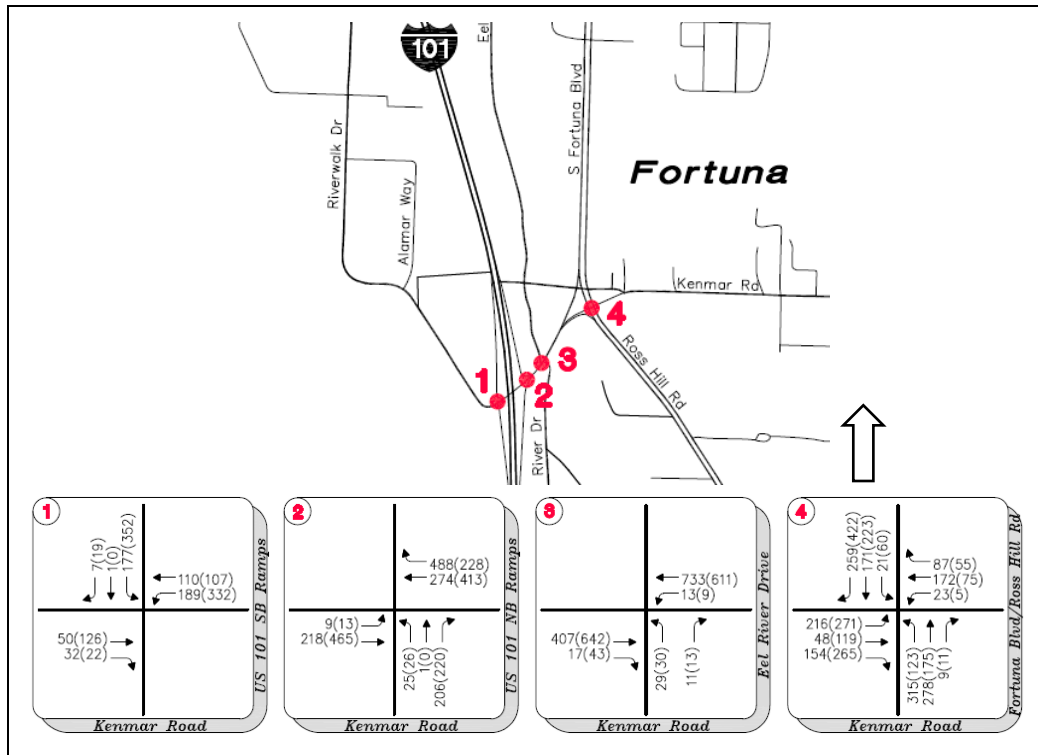 101
Eel
Riverwalk Dr
Alamar Way
S Fortuna Blvd
Fortuna
Kenmar Rd
Ross Hill Rd
River Dr
1
2
3
4
1
7(19)
1(0)
177(352)
110(107)
189(332)
50(126)
32(22)
US 101 SB Ramps
Kenmar Road
2
488(228)
274(413)
9(13)
218(465)
25(26)
1(0)
206(220)
US 101 NB Ramps
Kenmar Road
3
733(611)
13(9)
407(642)
17(43)
29(30)
11(13)
Eel River Drive
Kenmar Road
4
259(422)
171(223)
21(60)
87(55)
172(75)
23(5)
216(271)
48(119)
154(265)
315(123)
278(175)
9(11)
Fortuna Blvd/Ross Hill Rd
Kenmar Road